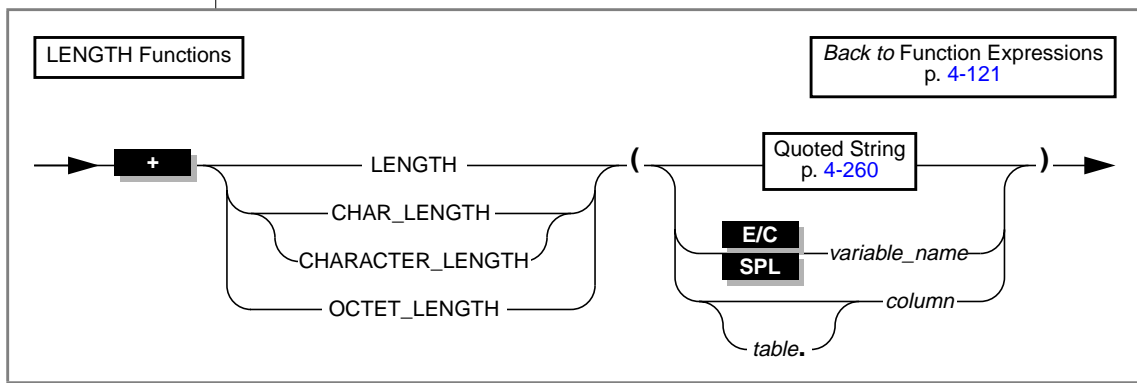 LENGTH Functions
Back to Function Expressions
p. 4-121
+
LENGTH
CHAR_LENGTH
CHARACTER_LENGTH
OCTET_LENGTH
(
Quoted String
p. 4-260
E/C
SPL
variable_name
column
table.
)